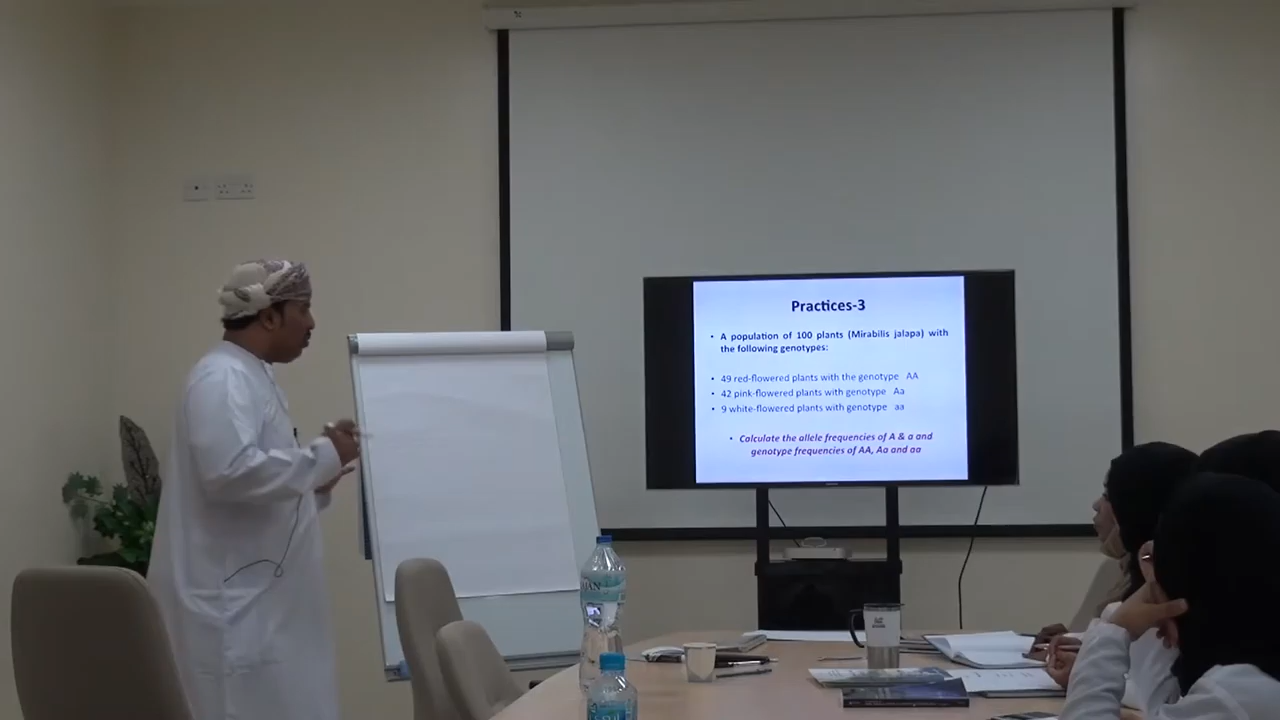 Practices-3
• A population of 100 plants (Mirabilis jalapa) with
the following genotypes:
• 49 red-flowered plants with the genotype AA
• 42 pink-flowered plants with genotype Aa
• 9 white-flowered plants with genotype aa
• Calculate the allele frequencies of A & a and
genotype frequencies of AA, Aa and aa